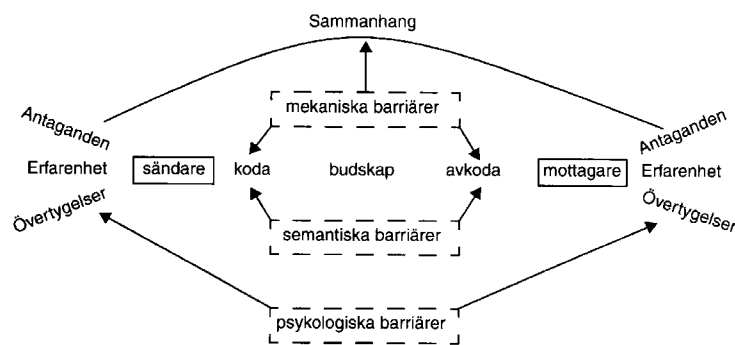 Sammanhang
mekaniska barriärer
Antaganden
Antaganden
Erfarenhet sändare koda budskap avkoda mottagare Erfarenhet
Övertygelser
Övertygelser
semantiska barriärer
psykologiska barriärer